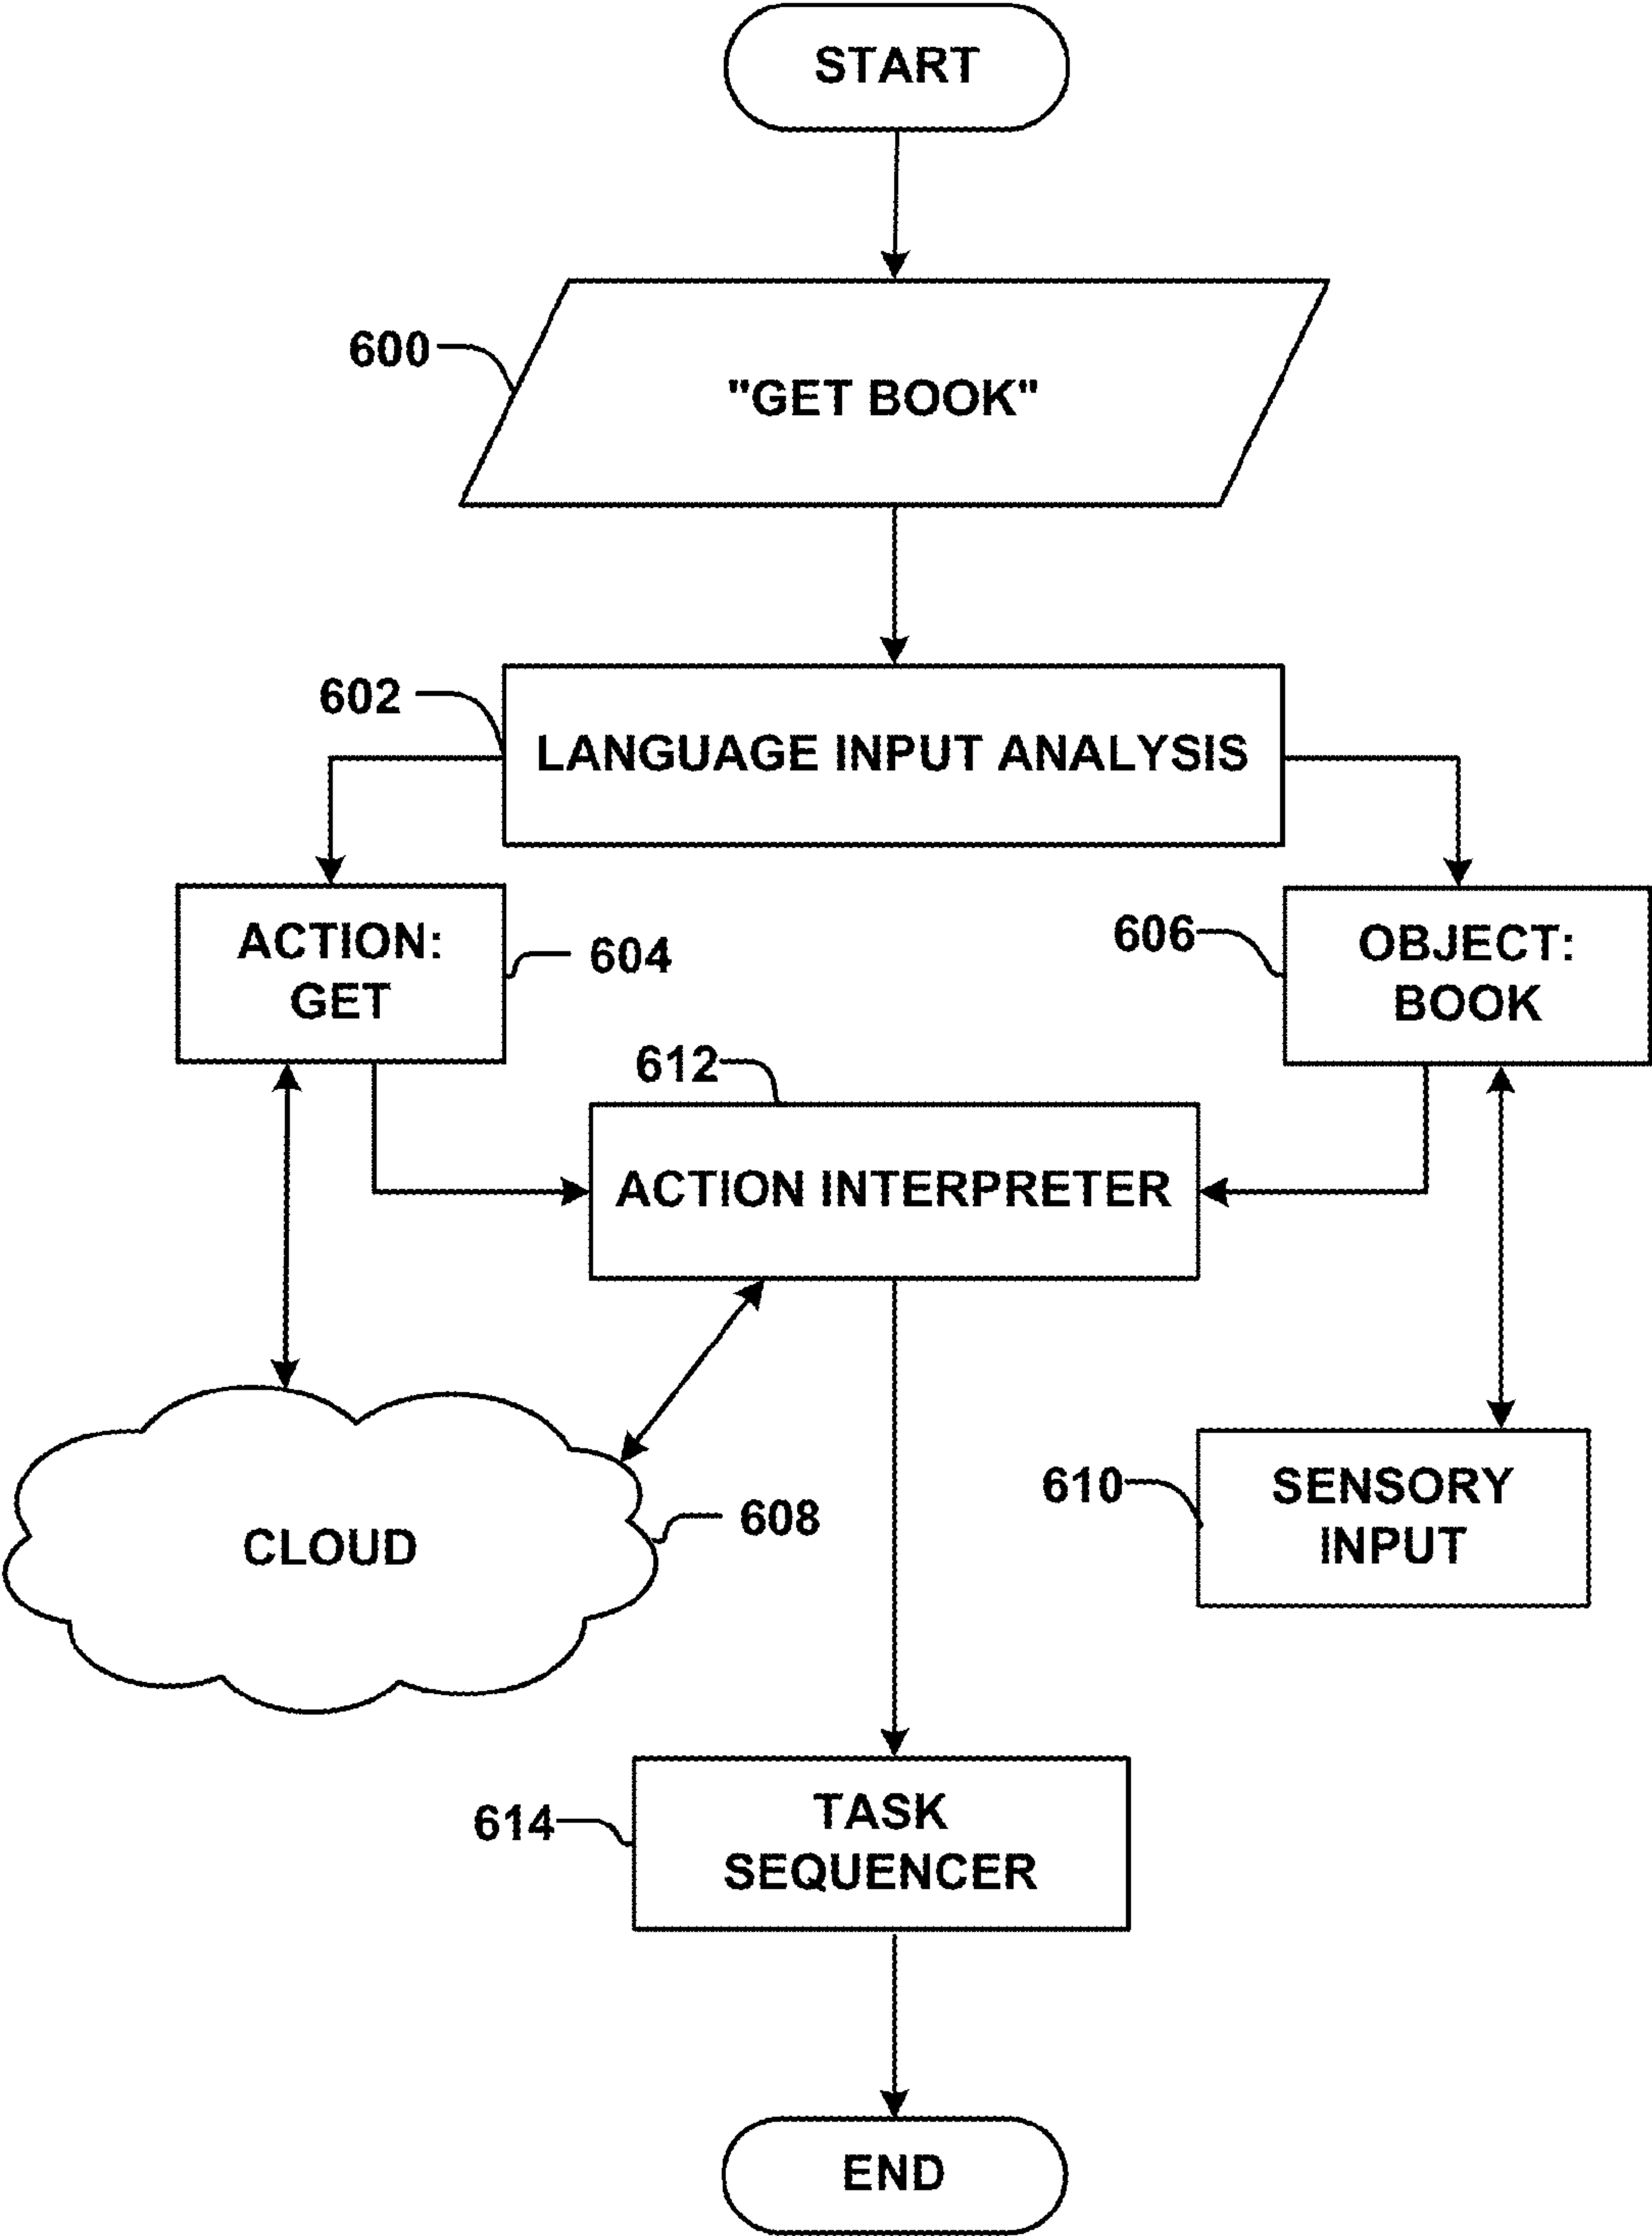 START
600
"GET BOOK"
602
LANGUAGE INPUT ANALYSIS
ACTION:
GET
604
606
OBJECT:
BOOK
612
ACTION INTERPRETER
CLOUD
608
610
SENSORY
INPUT
614
TASK
SEQUENCER
END